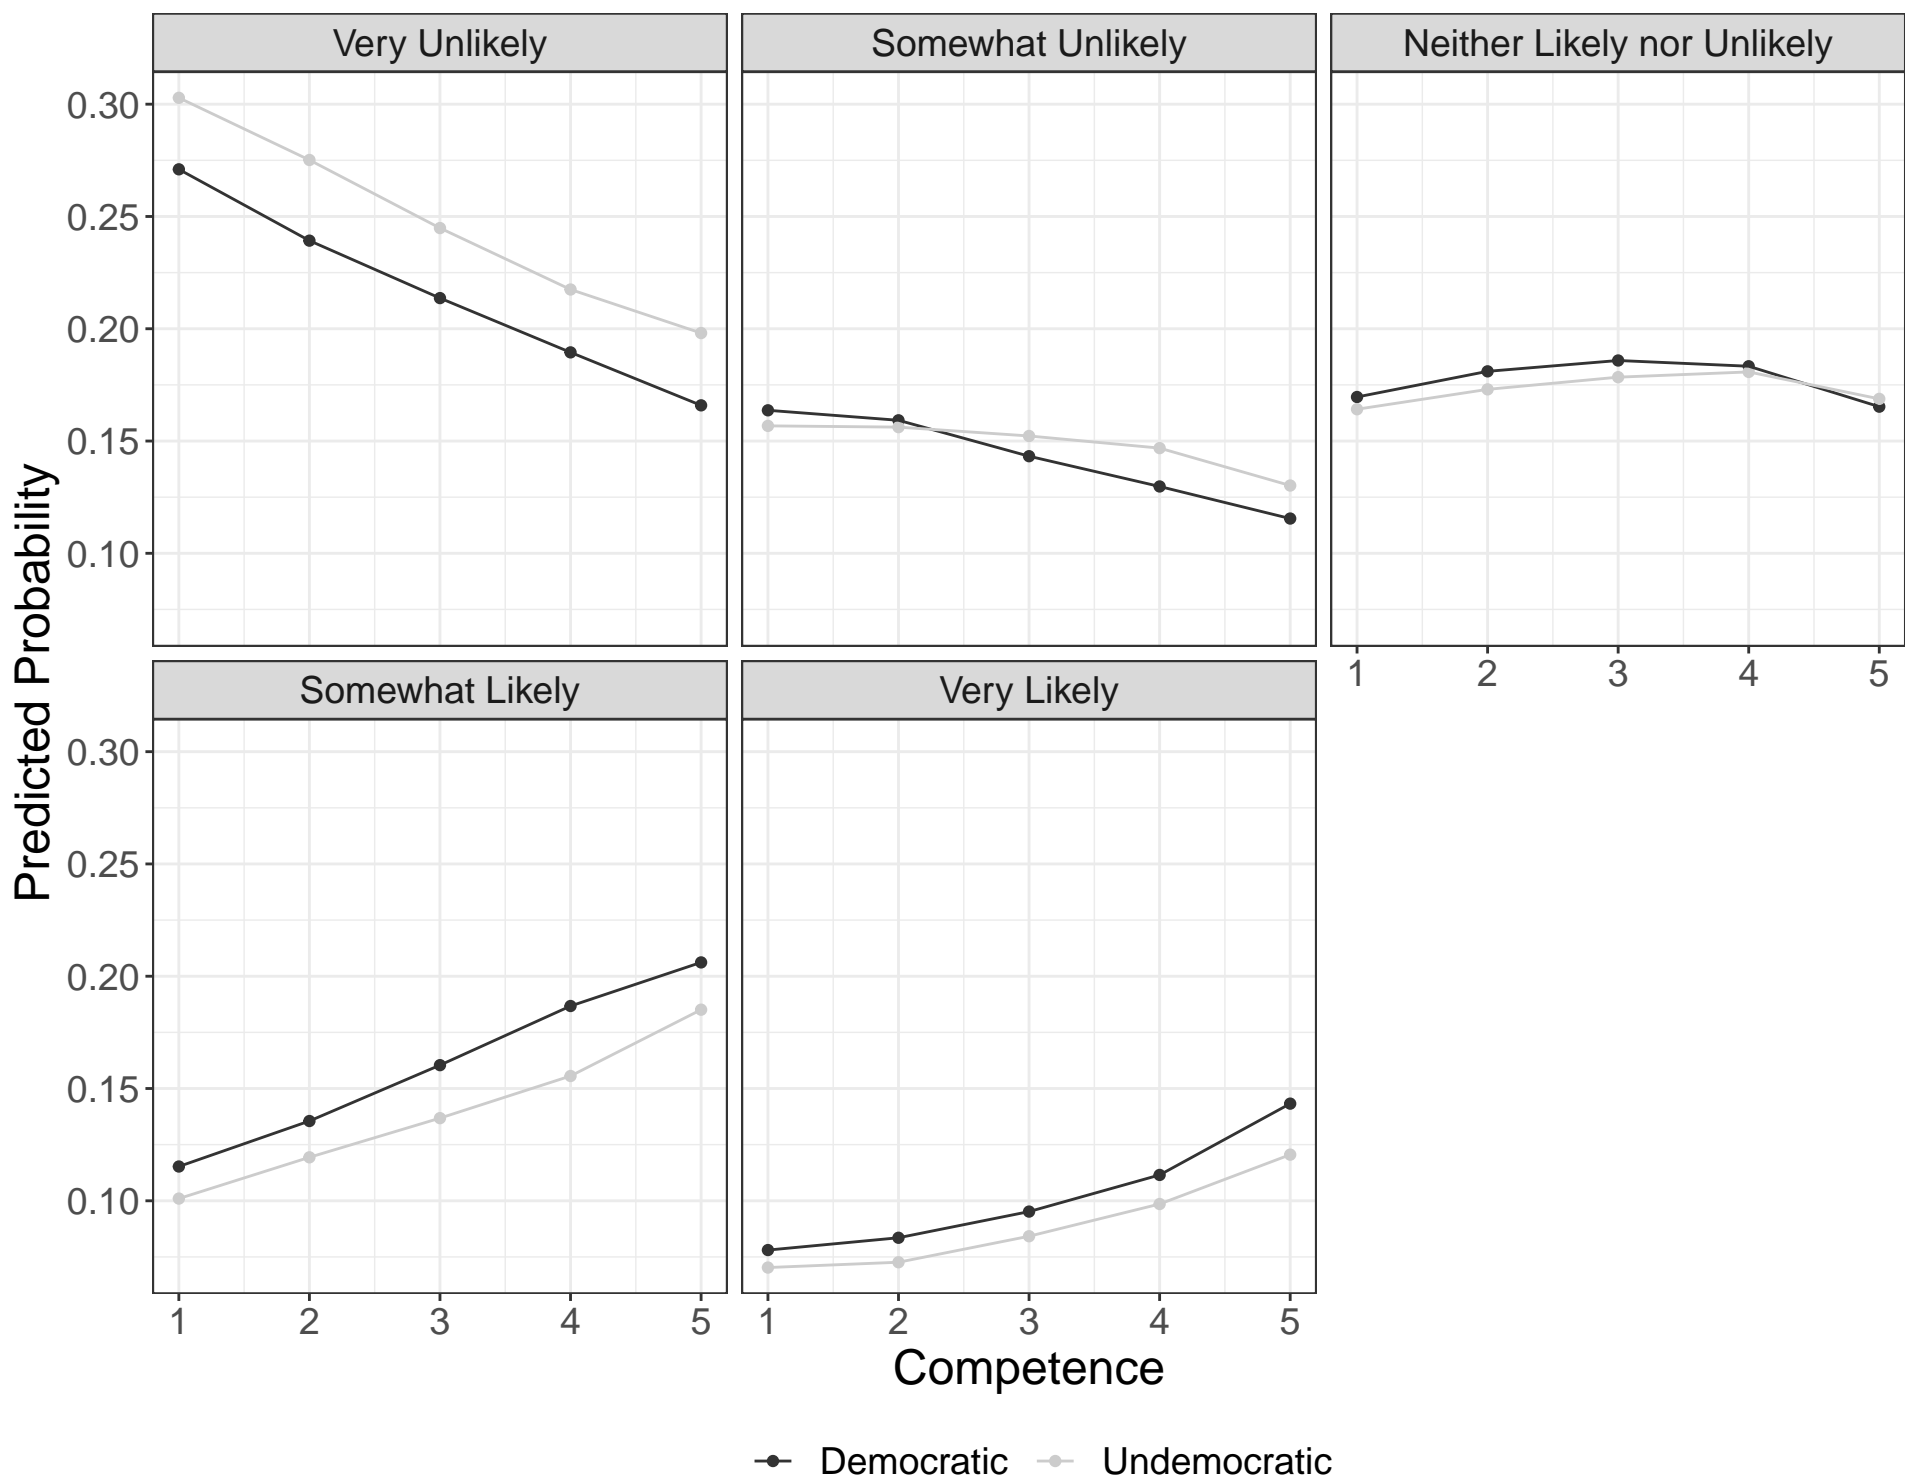 Very Unlikely
Somewhat Unlikely
Neither Likely nor Unlikely
0.30
0.25
0.20
0.15
0.10
1 2 3 4 5
Predicted Probability
Somewhat Likely
Very Likely
0.30
0.25
0.20
0.15
0.10
1 2 3 4 5
1 2 3 4 5
Competence
Democratic Undemocratic